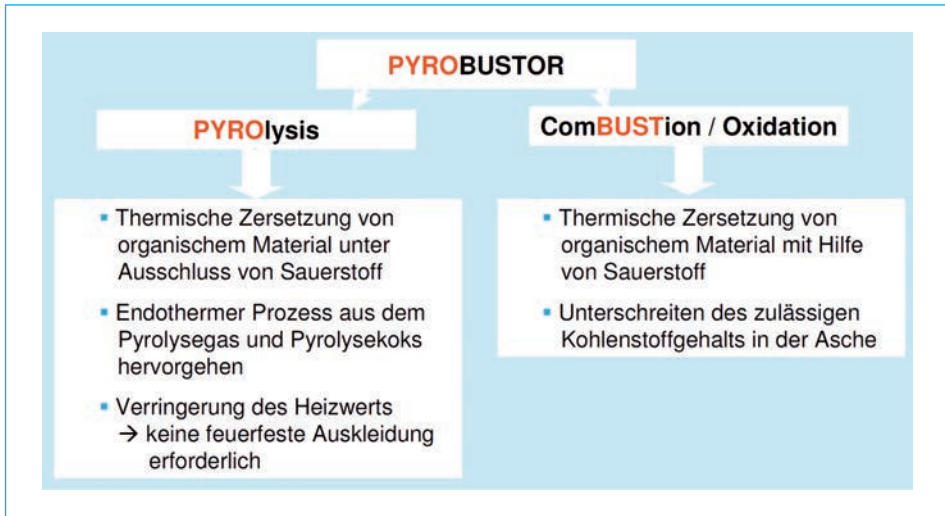 PYROBUSTOR
PYROlysis
ComBUSTion / Oxidation
▪ Thermische Zersetzung von
organischem Material unter
Ausschluss von Sauerstoff
▪ Endothermer Prozess aus dem
Pyrolysegas und Pyrolysekoks
hervorgehen
▪ Verringerung des Heizwerts
→ keine feuerfeste Auskleidung
erforderlich
▪ Thermische Zersetzung von
organischem Material mit Hilfe
von Sauerstoff
▪ Unterschreiten des zulässigen
Kohlenstoffgehalts in der Asche